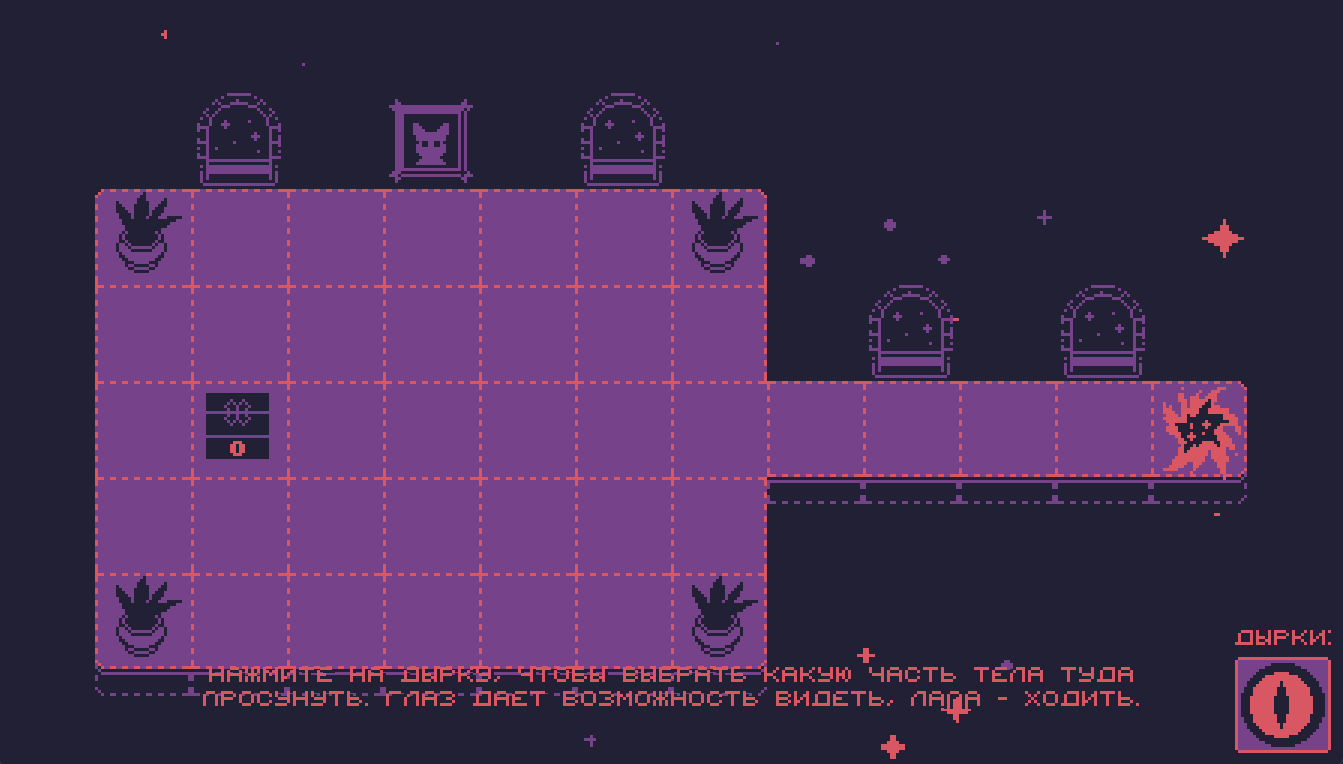 ДЫРКИ:
НАЖМИТЕ НА ДЫРКУ, ЧТОБЫ ВЫБРАТЬ КАКУЮ ЧАСТЬ ТЕЛА ТУДА
ПРОСУНУТЬ. ГЛАЗ ДАЕТ ВОЗМОЖНОСТЬ ВИДЕТЬ, ЛАПА - ХОДИТЬ.